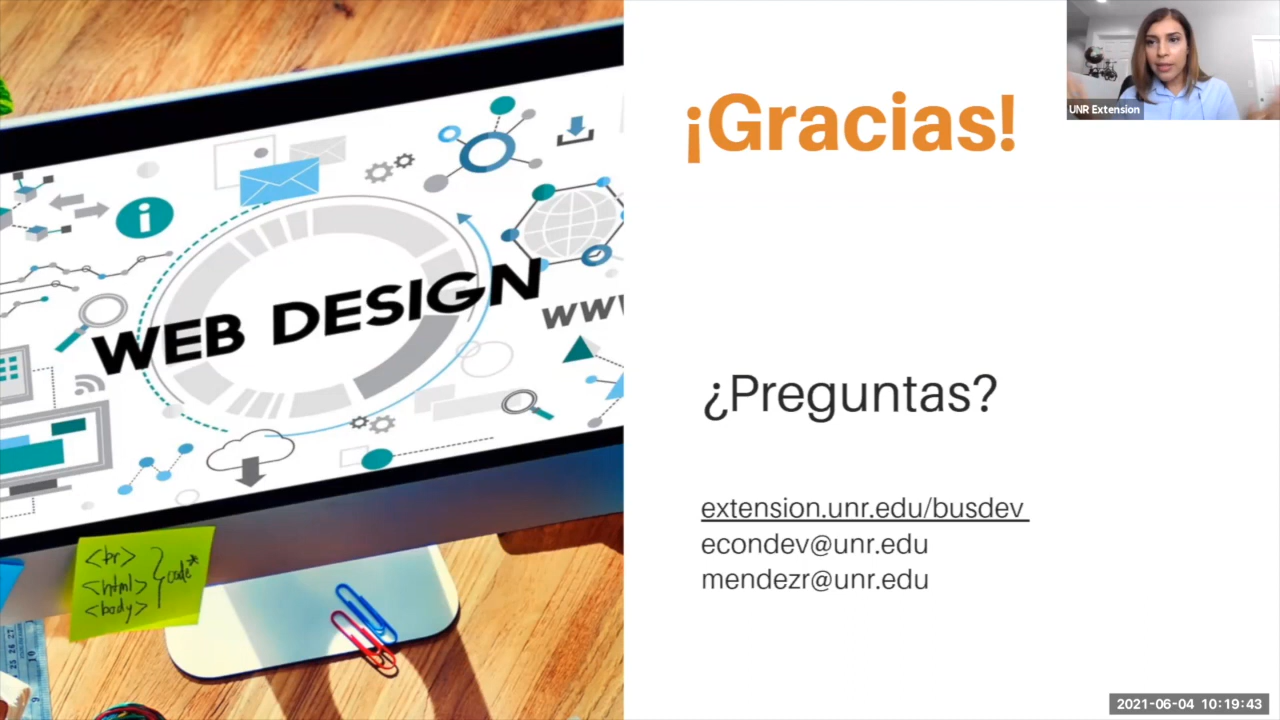 ¡Gracias!
UNR Extension
WEB DESIGN
WW
¿Preguntas?
extension.unr.edu/busdev
econdev@unr.edu
mendezr@unr.edu
<br>
<html>
<body>
code*
2021-06-04 10:19:43